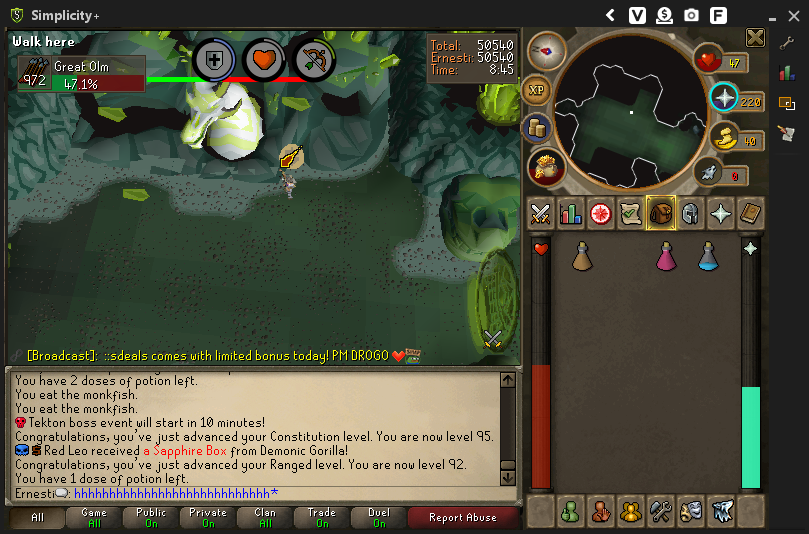 Simplicity+
V
F
Walk here
Great Olm
972
47.1%
Total: 50540
Ernesti: 50540
Time: 8:45
XP
47
220
40
0
[Broadcast]: ::sdeals comes with limited bonus today! PM DROGO
You have 2 doses of potion left.
You eat the monkfish.
You eat the monkfish.
Tekton boss event will start in 10 minutes!
Congratulations, you've just advanced your Constitution level. You are now level 95.
Red Leo received a Sapphire Box from Demonic Gorilla!
Congratulations, you've just advanced your Ranged level. You are now level 92.
You have 1 dose of potion left.
Ernesti: hhhhhhhhhhhhhhhhhhhhhhhhhhhh*
All
Game
All
Public
On
Private
On
Clan
All
Trade
On
Duel
On
Report Abuse